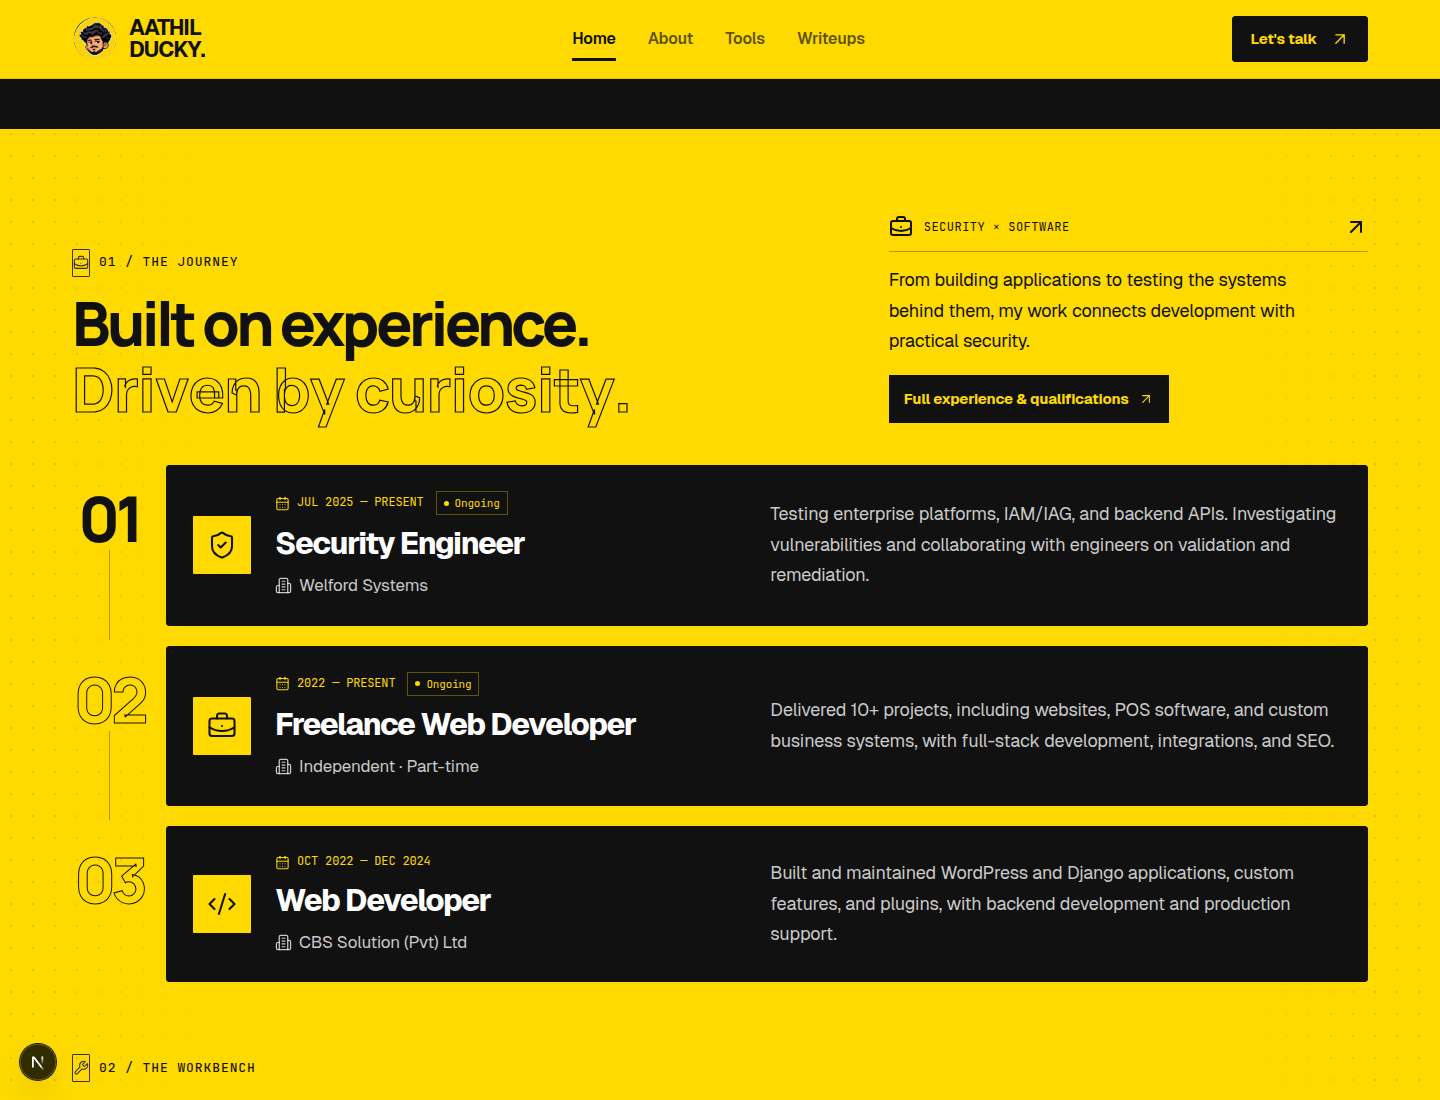 AATHIL
DUCKY.
Home About Tools Writeups
Let's talk
01 / THE JOURNEY
Built on experience.
Driven by curiosity.
SECURITY × SOFTWARE
From building applications to testing the systems
behind them, my work connects development with
practical security.
Full experience & qualifications
01
JUL 2025 — PRESENT
Ongoing
Security Engineer
Welford Systems
Testing enterprise platforms, IAM/IAG, and backend APIs. Investigating
vulnerabilities and collaborating with engineers on validation and
remediation.
02
2022 — PRESENT
Ongoing
Freelance Web Developer
Independent · Part-time
Delivered 10+ projects, including websites, POS software, and custom
business systems, with full-stack development, integrations, and SEO.
03
OCT 2022 — DEC 2024
Web Developer
CBS Solution (Pvt) Ltd
Built and maintained WordPress and Django applications, custom
features, and plugins, with backend development and production
support.
N
02 / THE WORKBENCH